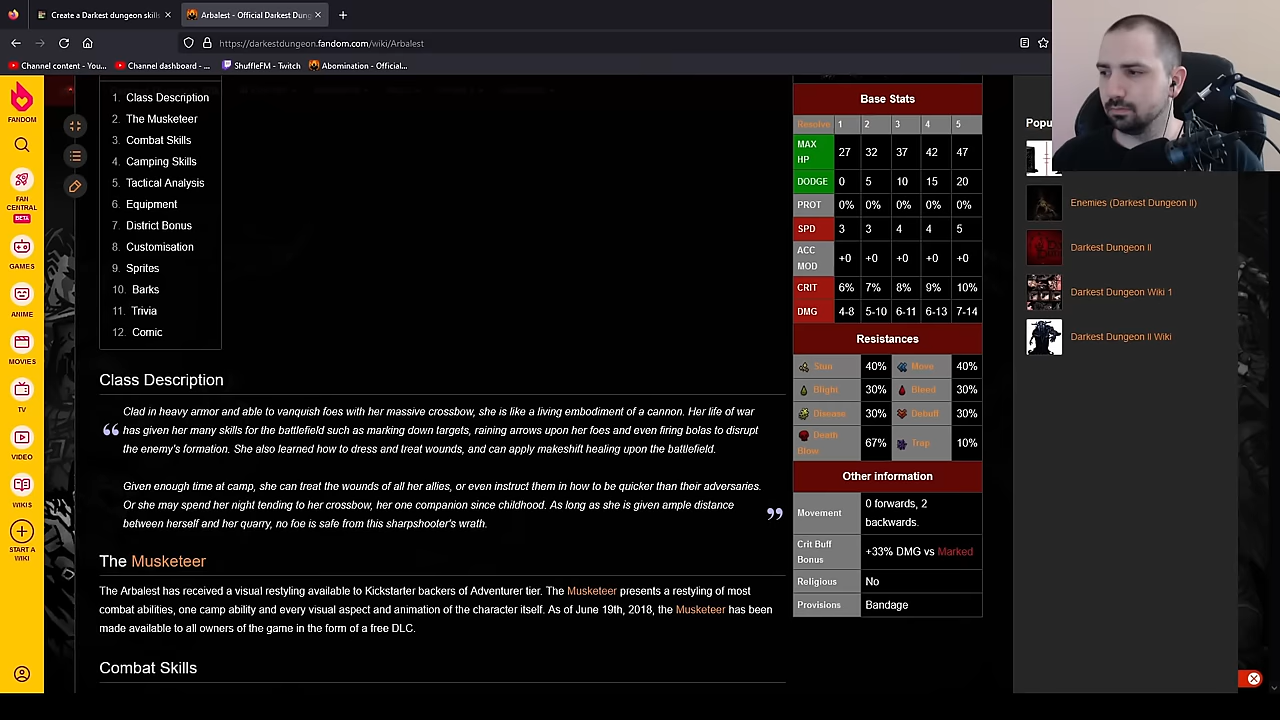 Create a Darkest dungeon skills
Arbalest - Official Darkest Dung
https://darkestdungeon.fandom.com/wiki/Arbalest
Channel content - You...
Channel dashboard - ...
ShuffleFM - Twitch
Abomination - Official...
FANDOM
FAN CENTRAL
BETA
GAMES
ANIME
MOVIES
TV
VIDEO
WIKIS
START A WIKI
1. Class Description
2. The Musketeer
3. Combat Skills
4. Camping Skills
5. Tactical Analysis
6. Equipment
7. District Bonus
8. Customisation
9. Sprites
10. Barks
11. Trivia
12. Comic
Class Description
Clad in heavy armor and able to vanquish foes with her massive crossbow, she is like a living embodiment of a cannon. Her life of war
has given her many skills for the battlefield such as marking down targets, raining arrows upon her foes and even firing bolas to disrupt
the enemy's formation. She also learned how to dress and treat wounds, and can apply makeshift healing upon the battlefield.
Given enough time at camp, she can treat the wounds of all her allies, or even instruct them in how to be quicker than their adversaries.
Or she may spend her night tending to her crossbow, her one companion since childhood. As long as she is given ample distance
between herself and her quarry, no foe is safe from this sharpshooter's wrath.
The Musketeer
The Arbalest has received a visual restyling available to Kickstarter backers of Adventurer tier. The Musketeer presents a restyling of most
combat abilities, one camp ability and every visual aspect and animation of the character itself. As of June 19th, 2018, the Musketeer has been
made available to all owners of the game in the form of a free DLC.
Combat Skills
Base Stats
Resolve 1 2 3 4 5
MAX HP 27 32 37 42 47
DODGE 0 5 10 15 20
PROT 0% 0% 0% 0% 0%
SPD 3 3 4 4 5
ACC MOD +0 +0 +0 +0 +0
CRIT 6% 7% 8% 9% 10%
DMG 4-8 5-10 6-11 6-13 7-14
Resistances
Stun 40% Move 40%
Blight 30% Bleed 30%
Disease 30% Debuff 30%
Death Blow 67% Trap 10%
Other information
Movement 0 forwards, 2
backwards.
Crit Buff
Bonus +33% DMG vs Marked
Religious No
Provisions Bandage
Popu
Enemies (Darkest Dungeon II)
Darkest Dungeon II
Darkest Dungeon Wiki 1
Darkest Dungeon II Wiki